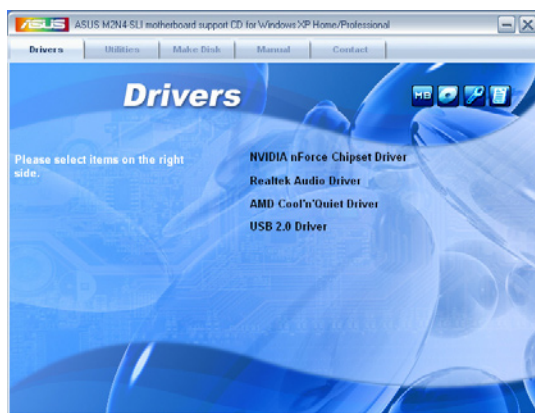 ASUS ASUS M2N4-SLI motherboard support CD for Windows XP Home/Professional
Drivers Utilities Make Disk Manual Contact
Drivers
MB
Please select items on the right
side.
NVIDIA nForce Chipset Driver
Realtek Audio Driver
AMD Cool'n'Quiet Driver
USB 2.0 Driver